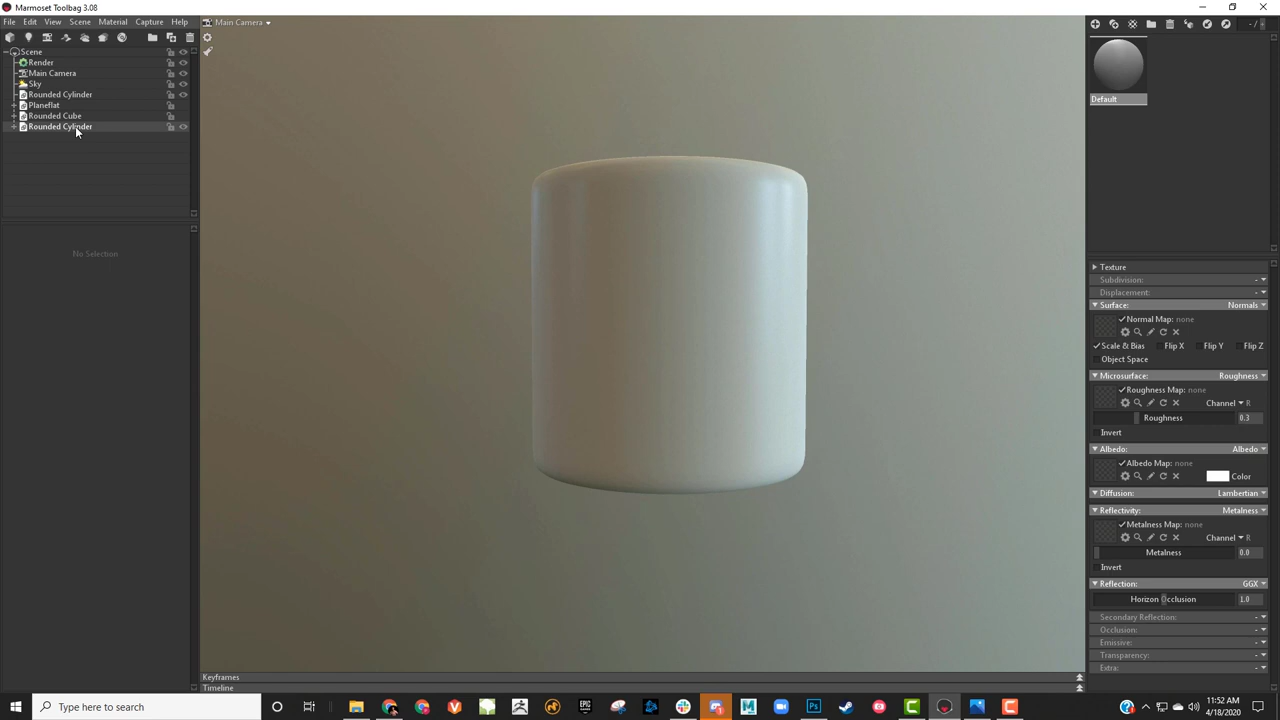 Marmoset Toolbag 3.08
File Edit View Scene Material Capture Help
Main Camera
Scene
Render
Main Camera
Sky
Rounded Cylinder
Planeflat
Rounded Cube
Rounded Cylinder
No Selection
Default
Texture
Subdivision: -
Displacement: -
Surface: Normals
Normal Map: none
Scale & Bias Flip X Flip Y Flip Z
Object Space
Microsurface: Roughness
Roughness Map: none
Channel R
Roughness 0.3
Invert
Albedo: Albedo
Albedo Map: none
Color
Diffusion: Lambertian
Reflectivity: Metalness
Metalness Map: none
Channel R
Metalness 0.0
Invert
Reflection: GGX
Horizon Occlusion 1.0
Secondary Reflection: -
Occlusion: -
Emissive: -
Transparency: -
Extra: -
Keyframes
Timeline
Type here to search
11:52 AM
4/18/2020